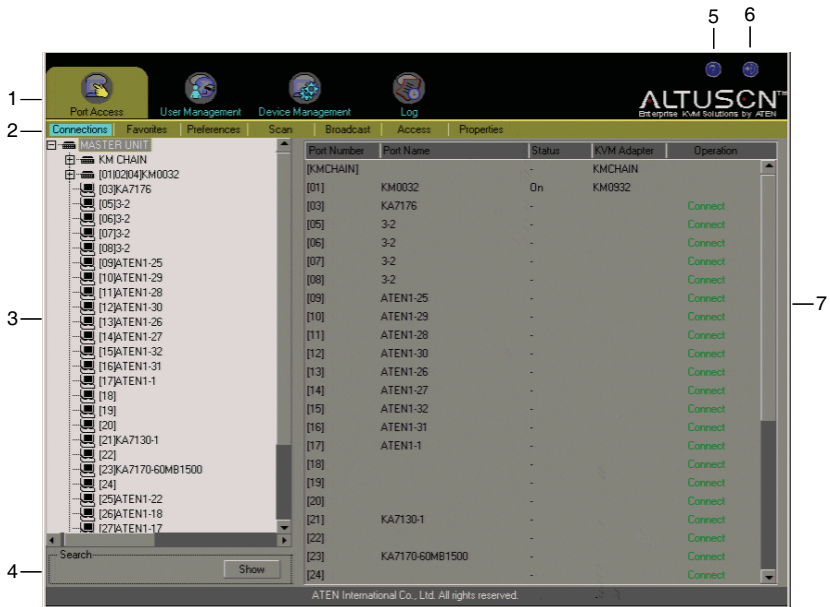 5 6
1
ALTUSCN™
Enterprise KVM Solutions by ATEN
Port Access User Management Device Management Log
2
Connections Favorites Preferences Scan Broadcast Access Properties
MASTER UNIT
KM CHAIN
[01|02|04]KM0032
[03]KA7176
[05]3-2
[06]3-2
[07]3-2
[08]3-2
[09]ATEN1-25
[10]ATEN1-29
[11]ATEN1-28
[12]ATEN1-30
[13]ATEN1-26
[14]ATEN1-27
[15]ATEN1-32
[16]ATEN1-31
[17]ATEN1-1
[18]
[19]
[20]
[21]KA7130-1
[22]
[23]KA7170-60MB1500
[24]
[25]ATEN1-22
[26]ATEN1-18
[27]ATEN1-17
3
Search
Show
4
Port Number Port Name Status KVM Adapter Operation
[KMCHAIN] - KMCHAIN
[01] KM0032 On KM0932
[03] KA7176 - Connect
[05] 3-2 - Connect
[06] 3-2 - Connect
[07] 3-2 - Connect
[08] 3-2 - Connect
[09] ATEN1-25 - Connect
[10] ATEN1-29 - Connect
[11] ATEN1-28 - Connect
[12] ATEN1-30 - Connect
[13] ATEN1-26 - Connect
[14] ATEN1-27 - Connect
[15] ATEN1-32 - Connect
[16] ATEN1-31 - Connect
[17] ATEN1-1 - Connect
[18] - Connect
[19] - Connect
[20] - Connect
[21] KA7130-1 - Connect
[22] - Connect
[23] KA7170-60MB1500 - Connect
[24] - Connect
7
ATEN International Co., Ltd. All rights reserved.